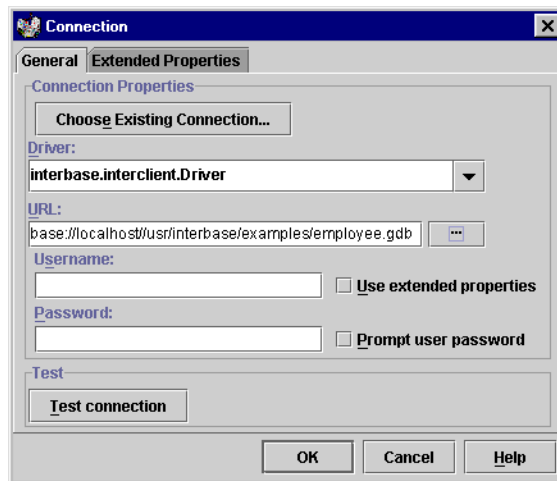 Connection
General Extended Properties
Connection Properties
Choose Existing Connection...
Driver:
interbase.interclient.Driver
URL:
base://localhost//usr/interbase/examples/employee.gdb ...
Username:
Use extended properties
Password:
Prompt user password
Test
Test connection
OK Cancel Help